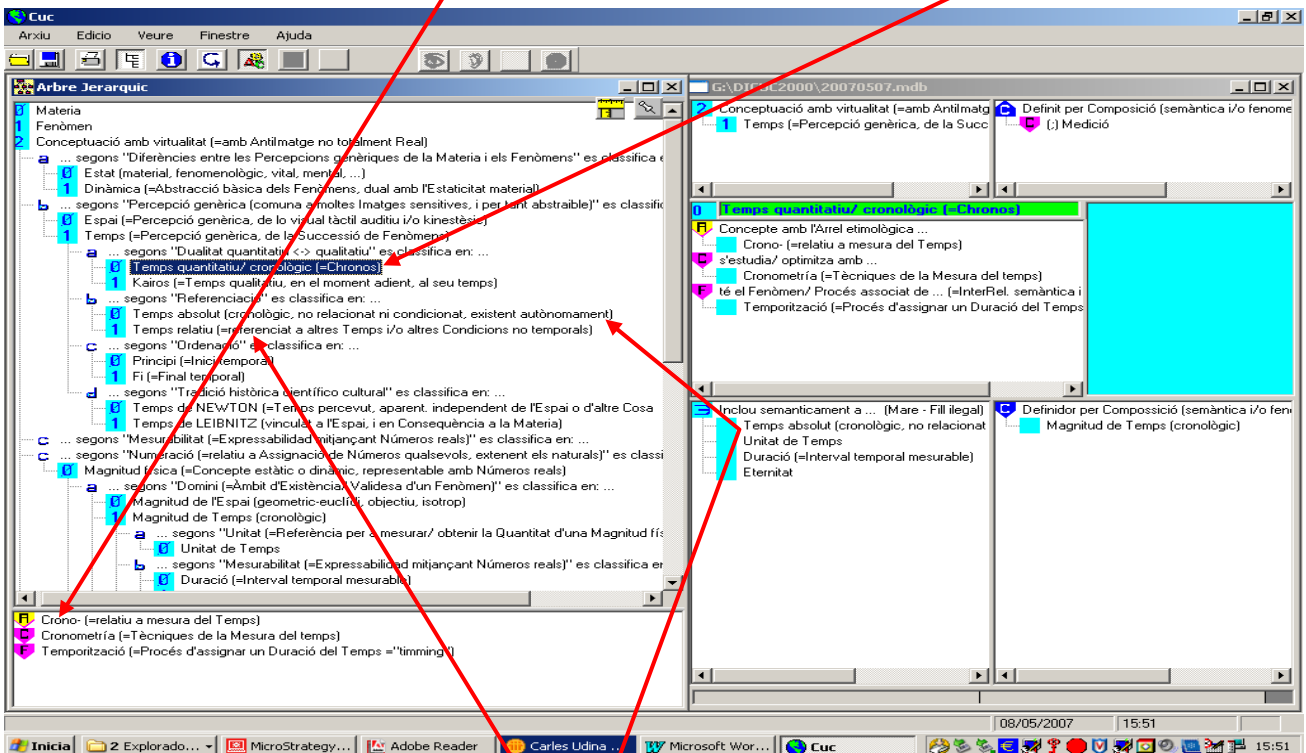 Cuc
Arxiu Edicio Veure Finestre Ajuda
Arbre Jerarquic
0 Materia
1 Fenòmen
2 Conceptuació amb virtualitat (=amb Antilmatge no totalment Real)
a ... segons "Diferències entre les Percepcions genèriques de la Materia i els Fenòmens" es classifica e
0 Estat (material, fenomenològic, vital, mental, ...)
1 Dinàmica (=Abstracció bàsica dels Fenòmens, dual amb l'Estaticitat material)
b ... segons "Percepció genèrica (comuna a moltes Imatges sensitives, i per tant abstraible)" es classific
0 Espai (=Percepció genèrica, de lo visual tàctil auditiu i/o kinestèsic)
1 Temps (=Percepció genèrica, de la Successió de Fenòmens)
a ... segons "Dualitat quantitatiu <-> qualitatiu" es classifica en: ...
0 Temps quantitatiu/ cronològic (=Chronos)
1 Kairos (=Temps qualitatiu, en el moment adient, al seu temps)
b ... segons "Referenciació" es classifica en: ...
0 Temps absolut (cronològic, no relacionat ni condicionat, existent autònomament)
1 Temps relatiu (=referenciat a altres Temps i/o altres Condicions no temporals)
c ... segons "Ordenació" es classifica en: ...
0 Principi (=Inici temporal)
1 Fi (=Final temporal)
d ... segons "Tradició històrica científico cultural" es classifica en: ...
0 Temps de NEWTON (=Temps percevut, aparent. independent de l'Espai o d'altre Cosa
1 Temps de LEIBNITZ (vinculat a l'Espai, i en Consequència a la Materia)
c ... segons "Mesurabilitat (=Expressabilidad mitjançant Números reals)" es classifica en: ...
c ... segons "Numeració (=relatiu a Assignació de Números qualsevols, extenent els naturals)" es classi
0 Magnitud física (=Concepte estàtic o dinàmic, representable amb Números reals)
a ... segons "Domini (=Àmbit d'Existència/ Validesa d'un Fenòmen)" es classifica en: ...
0 Magnitud de l'Espai (geometric-euclidi, objectiu, isotrop)
1 Magnitud de Temps (cronològic)
a ... segons "Unitat (=Referència per a mesurar/ obtenir la Quantitat d'una Magnitud fís
0 Unitat de Temps
b ... segons "Mesurabilitat (=Expressabilidad mitjançant Números reals)" es classifica en
0 Duració (=Interval temporal mesurable)
A Crono- (=relatiu a mesura del Temps)
C Cronometría (=Tècniques de la Mesura del temps)
F Temporització (=Procés d'assignar un Duració del Temps ="timming")
G:\DICUC2000\20070507.mdb
2 Conceptuació amb virtualitat (=amb Antilmatg
1 Temps (=Percepció genèrica, de la Succ
C Definit per Composició (semàntica i/o fenome
C (;) Medició
0 Temps quantitatiu/ cronològic (=Chronos)
Concepte amb l'Arrel etimològica ...
Crono- (=relatiu a mesura del Temps)
C s'estudia/ optimitza amb ...
Cronometría (=Tècniques de la Mesura del temps)
F té el Fenòmen/ Procés associat de ... (=InterRel. semàntica i
Temporització (=Procés d'assignar un Duració del Temps
Inclou semanticament a ... (Mare - Fill ilegal)
Temps absolut (cronològic, no relacionat
Unitat de Temps
Duració (=Interval temporal mesurable)
Eternitat
C Definidor per Compossició (semàntica i/o fen
Magnitud de Temps (cronològic)
08/05/2007 15:51
Inicia 2 Explorado... MicroStrategy... Adobe Reader Carles Udina ... Microsoft Wor... Cuc 15:51